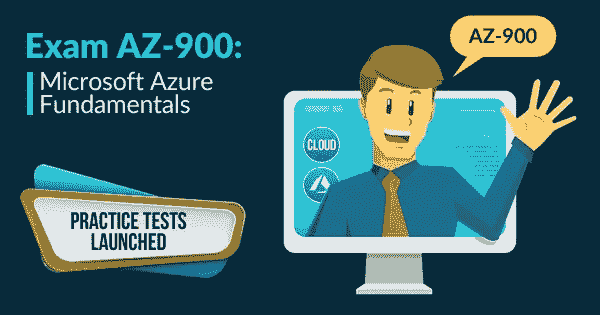 Exam AZ-900:
Microsoft Azure
Fundamentals
AZ-900
CLOUD
PRACTICE TESTS
LAUNCHED